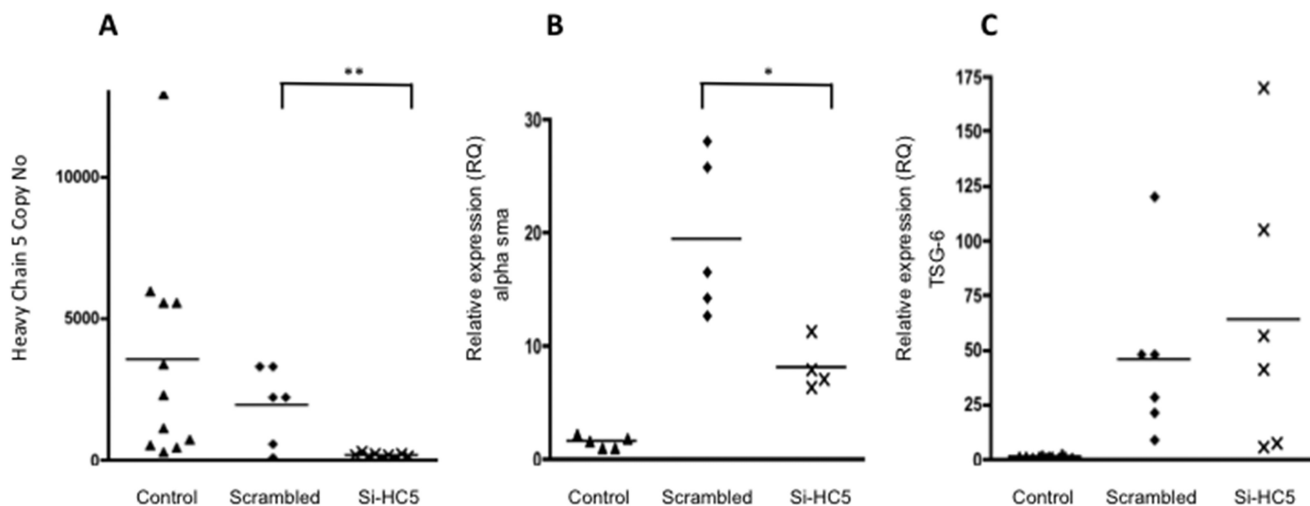 A
B
C
**
*
Heavy Chain 5 Copy No
10000
5000
0
Control
Scrambled
Si-HC5
Relative expression (RQ)
alpha sma
30
20
10
0
Control
Scrambled
Si-HC5
Relative expression (RQ)
TSG-6
175
150
125
100
75
50
25
0
Control
Scrambled
Si-HC5